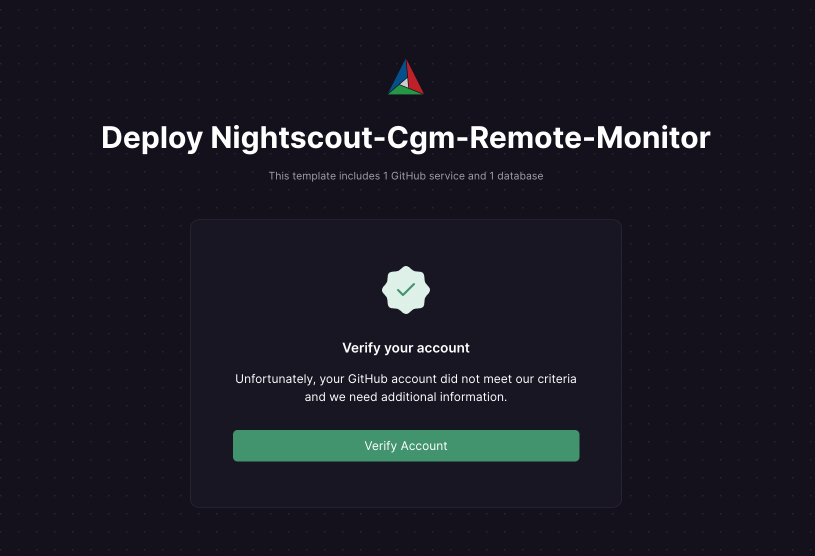 Deploy Nightscout-Cgm-Remote-Monitor
This template includes 1 GitHub service and 1 database
Verify your account
Unfortunately, your GitHub account did not meet our criteria
and we need additional information.
Verify Account